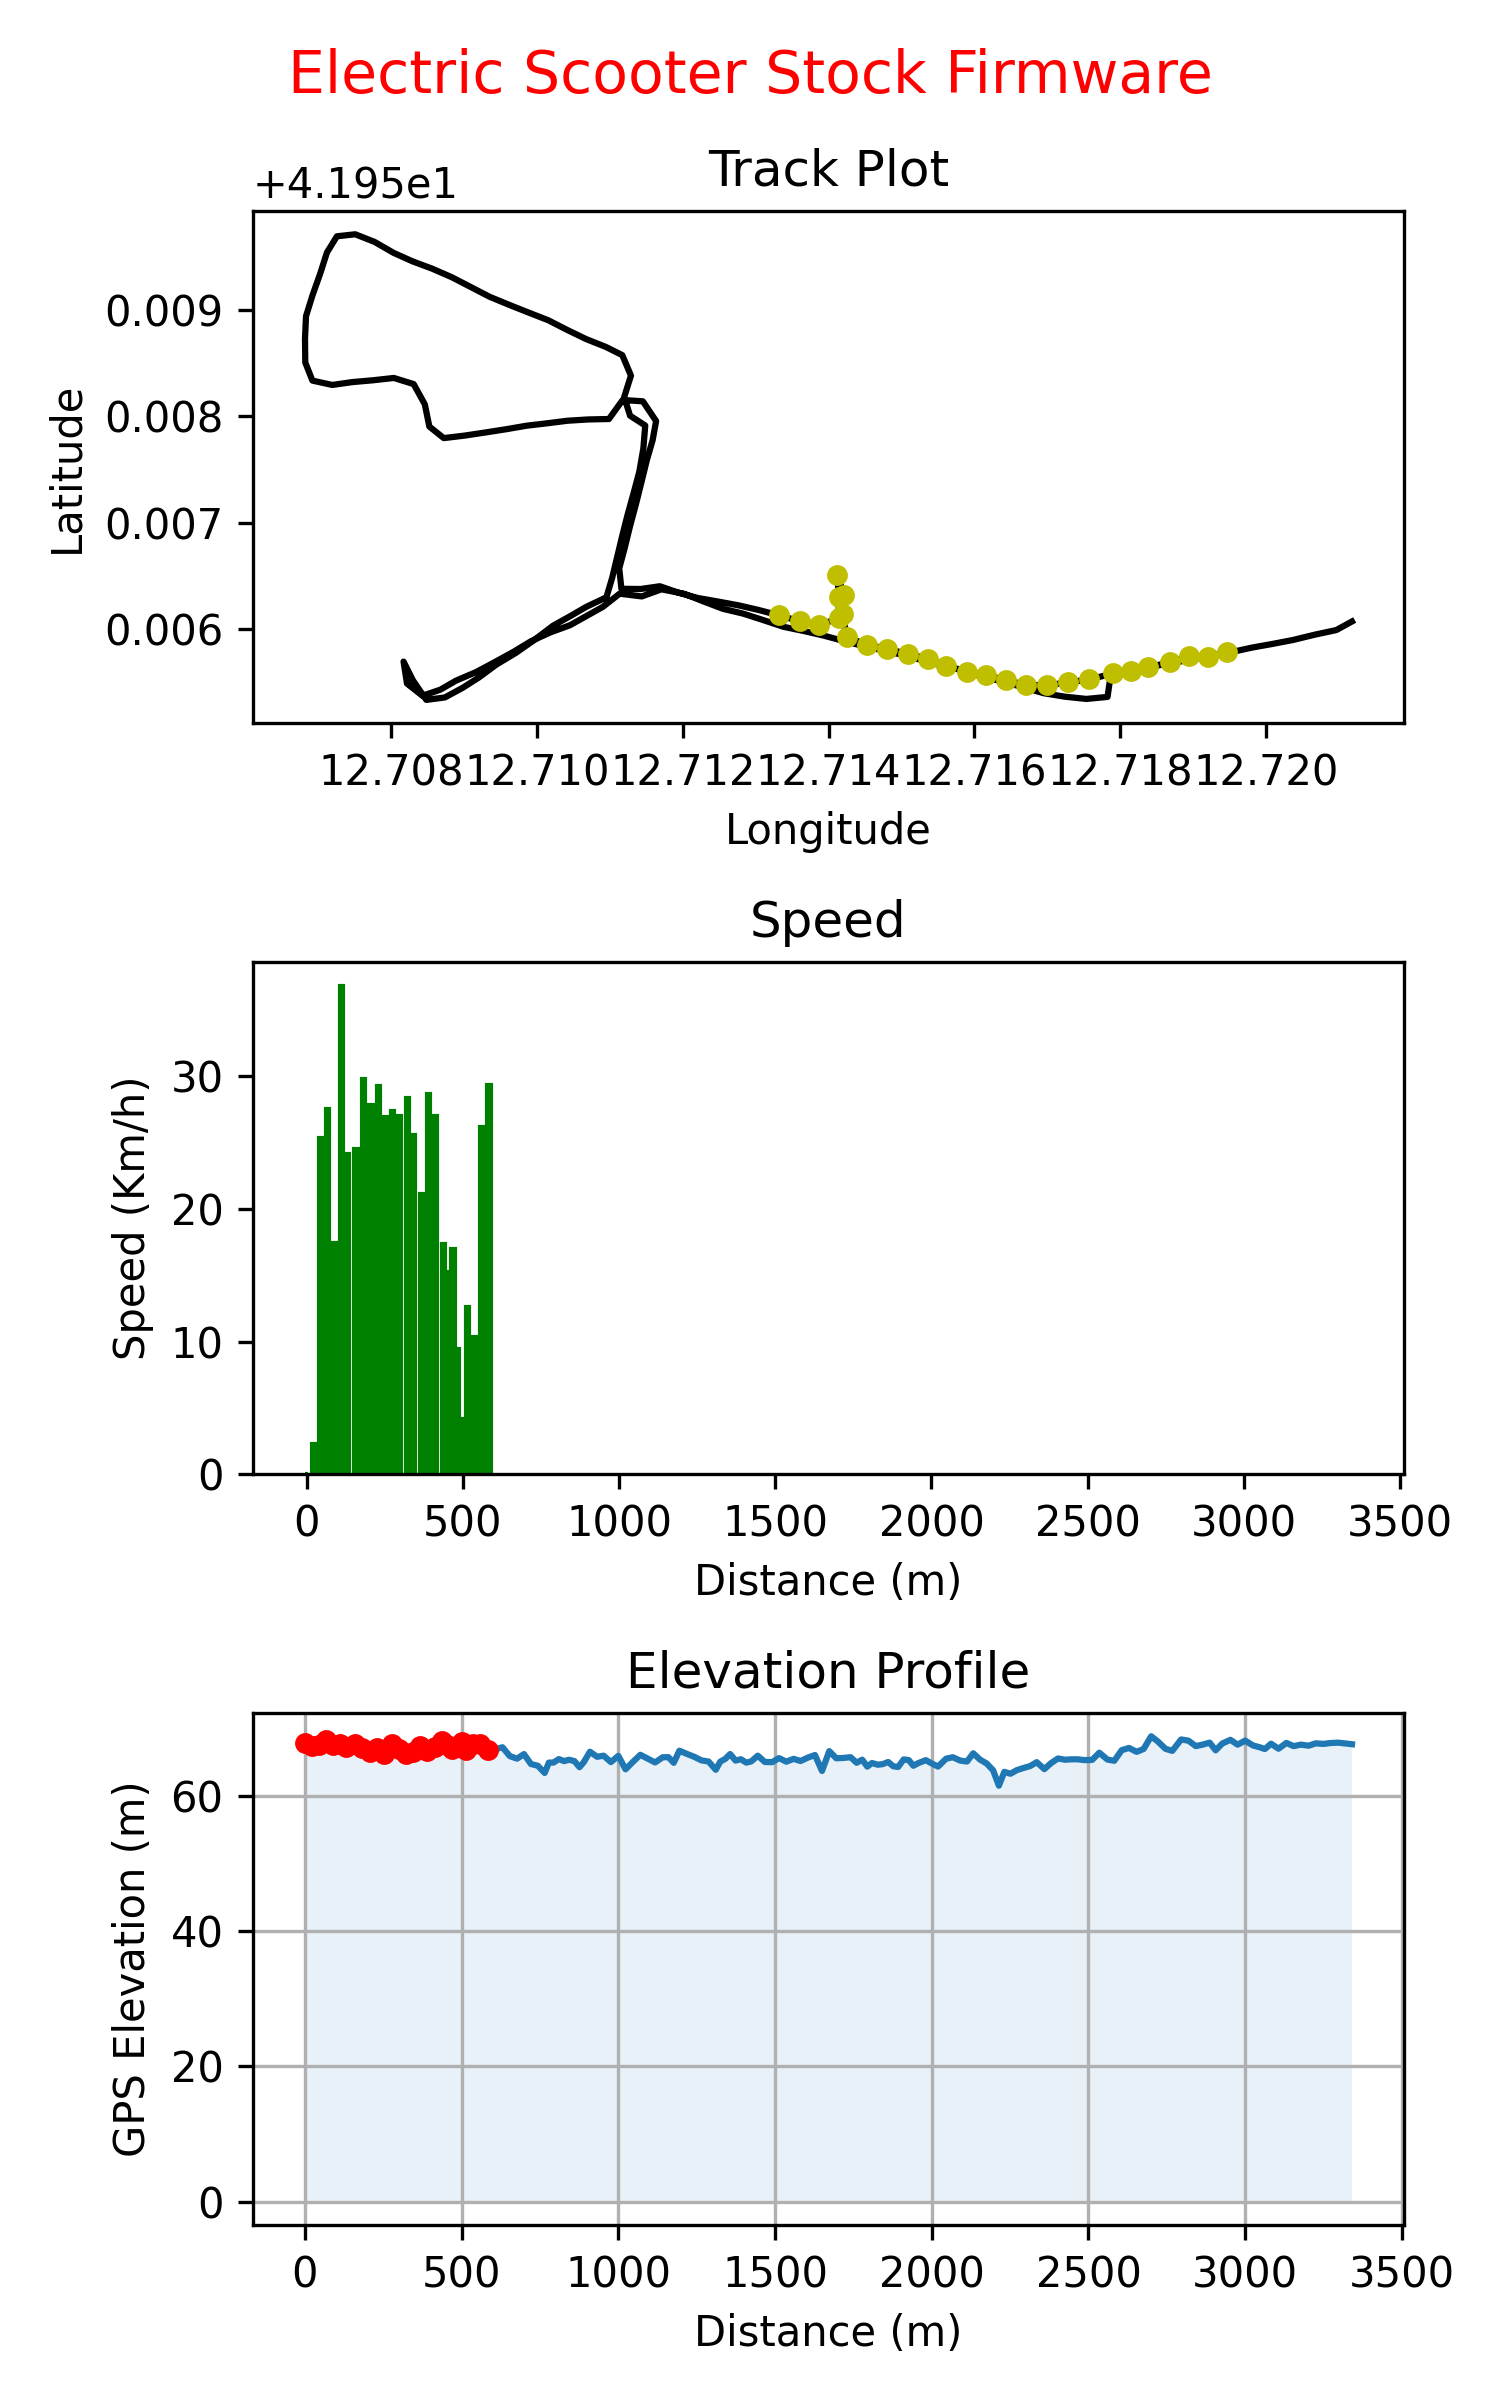 Electric Scooter Stock Firmware
Track Plot
+4.195e1
0.009
0.008
0.007
0.006
Latitude
12.708 12.710 12.712 12.714 12.716 12.718 12.720
Longitude
Speed
30
20
10
0
Speed (Km/h)
0 500 1000 1500 2000 2500 3000 3500
Distance (m)
Elevation Profile
60
40
20
0
GPS Elevation (m)
0 500 1000 1500 2000 2500 3000 3500
Distance (m)